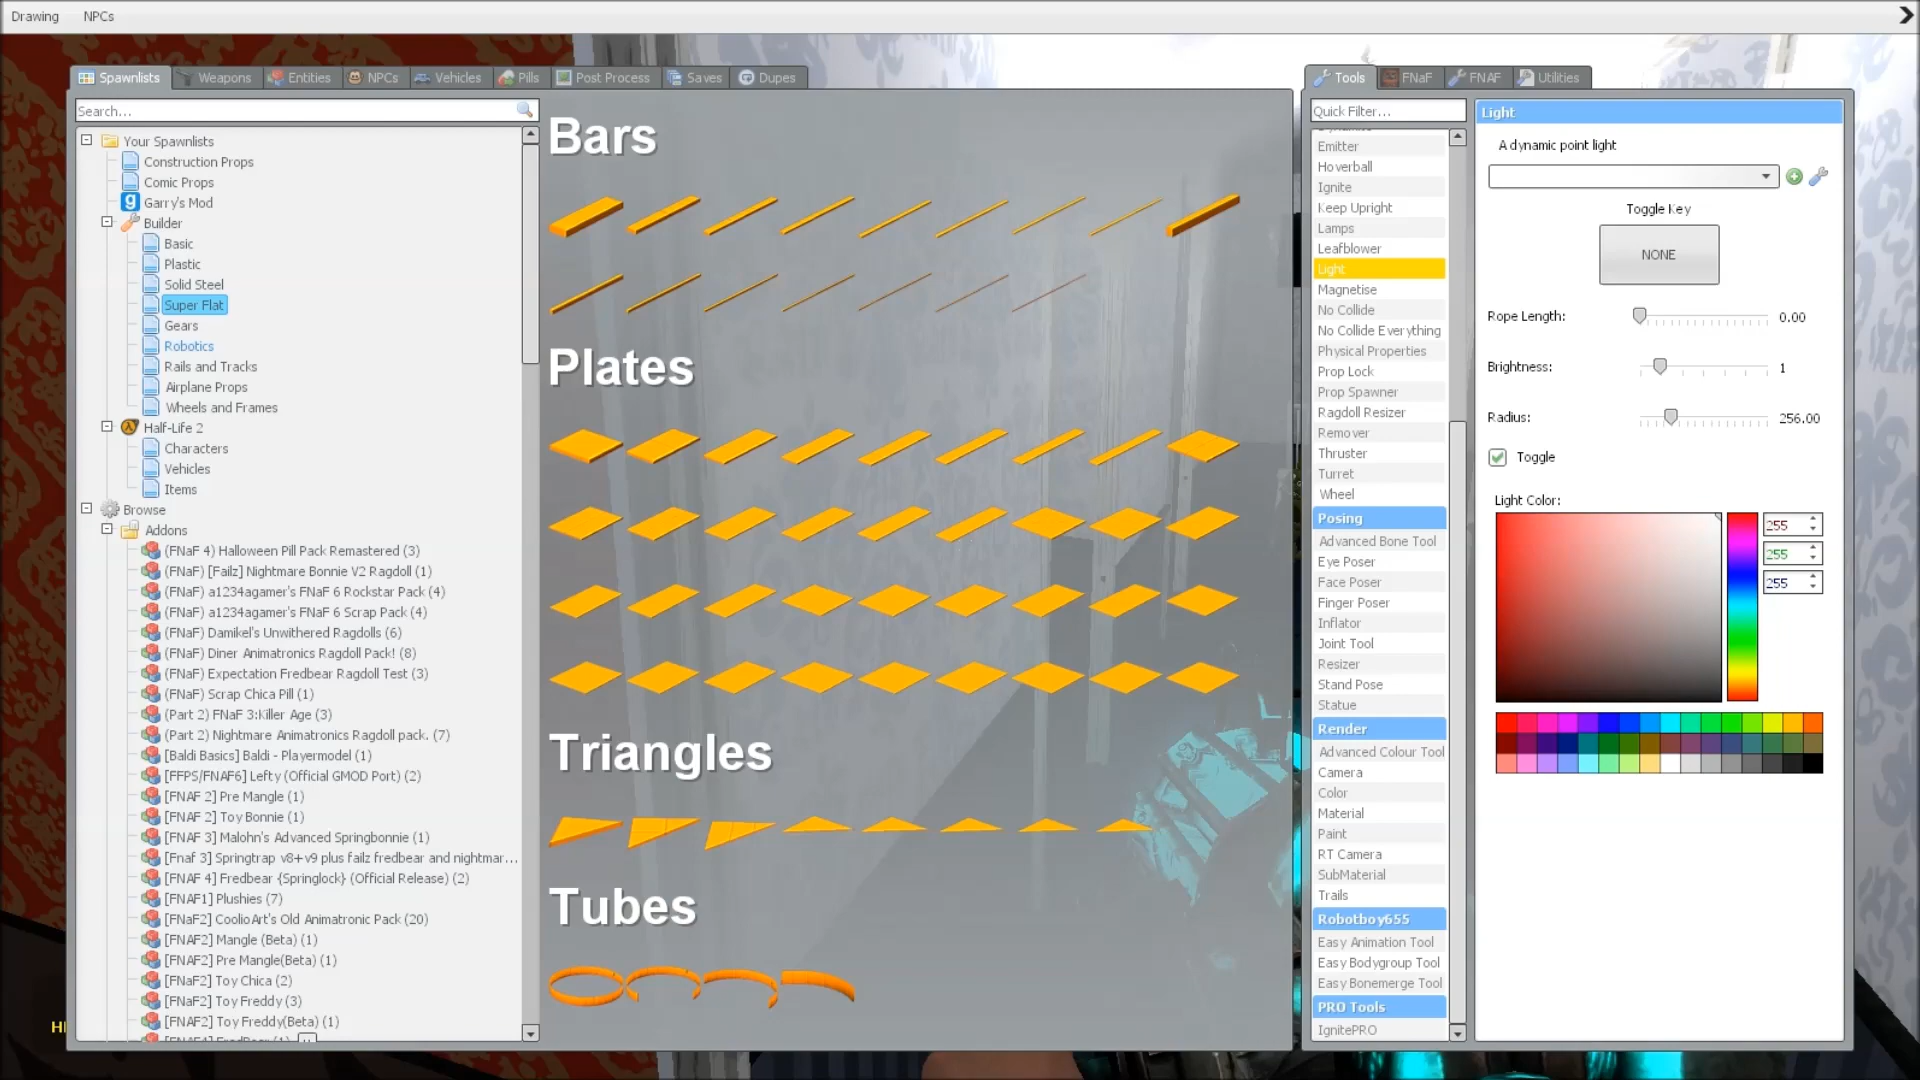 Drawing
NPCs
Spawnlists
Weapons
Entities
NPCs
Vehicles
Pills
Post Process
Saves
Dupes
Search...
Your Spawnlists
Construction Props
Comic Props
Garry's Mod
Builder
Basic
Plastic
Solid Steel
Super Flat
Gears
Robotics
Rails and Tracks
Airplane Props
Wheels and Frames
Half-Life 2
Characters
Vehicles
Items
Browse
Addons
(FNaF 4) Halloween Pill Pack Remastered (3)
(FNaF) [Failz] Nightmare Bonnie V2 Ragdoll (1)
(FNaF) a1234agamer's FNaF 6 Rockstar Pack (4)
(FNaF) a1234agamer's FNaF 6 Scrap Pack (4)
(FNaF) Damikel's Unwithered Ragdolls (6)
(FNaF) Diner Animatronics Ragdoll Pack! (8)
(FNaF) Expectation Fredbear Ragdoll Test (3)
(FNaF) Scrap Chica Pill (1)
(Part 2) FNaF 3:Killer Age (3)
(Part 2) Nightmare Animatronics Ragdoll pack. (7)
[Baldi Basics] Baldi - Playermodel (1)
[FFPS/FNAF6] Lefty (Official GMOD Port) (2)
[FNAF 2] Pre Mangle (1)
[FNAF 2] Toy Bonnie (1)
[FNAF 3] Malohn's Advanced Springbonnie (1)
[Fnaf 3] Springtrap v8+v9 plus failz fredbear and nightmar...
[FNAF 4] Fredbear {Springlock} (Official Release) (2)
[FNAF1] Plushies (7)
[FNaF2] CoolioArt's Old Animatronic Pack (20)
[FNAF2] Mangle (Beta) (1)
[FNAF2] Pre Mangle(Beta) (1)
[FNaF2] Toy Chica (2)
[FNaF2] Toy Freddy (3)
[FNAF2] Toy Freddy(Beta) (1)
Bars
Plates
Triangles
Tubes
Tools
FNaF
FNAF
Utilities
Quick Filter...
Emitter
Hoverball
Ignite
Keep Upright
Lamps
Leafblower
Light
Magnetise
No Collide
No Collide Everything
Physical Properties
Prop Lock
Prop Spawner
Ragdoll Resizer
Remover
Thruster
Turret
Wheel
Posing
Advanced Bone Tool
Eye Poser
Face Poser
Finger Poser
Inflator
Joint Tool
Resizer
Stand Pose
Statue
Render
Advanced Colour Tool
Camera
Color
Material
Paint
RT Camera
SubMaterial
Trails
Robotboy655
Easy Animation Tool
Easy Bodygroup Tool
Easy Bonemerge Tool
PRO Tools
IgnitePRO
Light
A dynamic point light
Toggle Key
NONE
Rope Length: 0.00
Brightness: 1
Radius: 256.00
Toggle
Light Color:
255
255
255